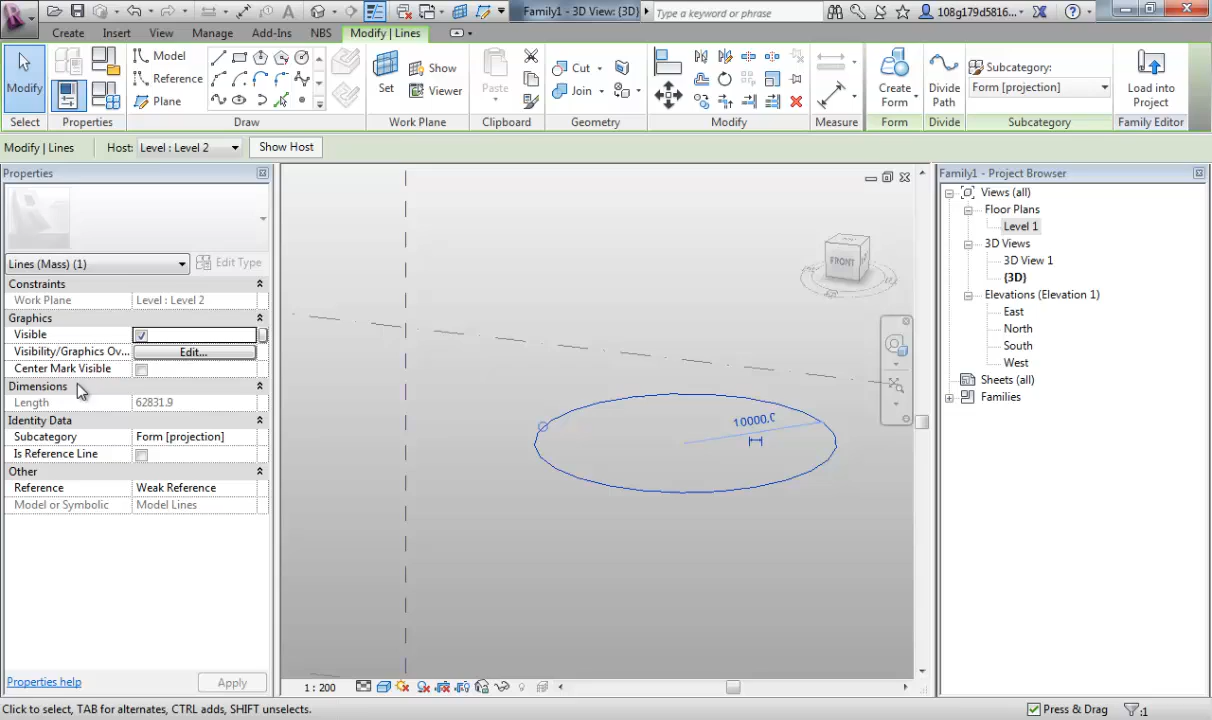 Family1 - 3D View: {3D}
Type a keyword or phrase
108g179d5816...
Create
Insert
View
Manage
Add-Ins
NBS
Modify | Lines
Modify
Select
Properties
Model
Reference
Plane
Draw
Set
Show
Viewer
Work Plane
Paste
Clipboard
Cut
Join
Geometry
Modify
Measure
Create
Form
Form
Divide
Path
Divide
Subcategory:
Form [projection]
Subcategory
Load into
Project
Family Editor
Modify | Lines
Host:
Level : Level 2
Show Host
Properties
Lines (Mass) (1)
Edit Type
Constraints
Work Plane
Level : Level 2
Graphics
Visible
Visibility/Graphics Ov...
Edit...
Center Mark Visible
Dimensions
Length
62831.9
Identity Data
Subcategory
Form [projection]
Is Reference Line
Other
Reference
Weak Reference
Model or Symbolic
Model Lines
Properties help
Apply
FRONT
10000.0
1 : 200
Family1 - Project Browser
Views (all)
Floor Plans
Level 1
3D Views
3D View 1
{3D}
Elevations (Elevation 1)
East
North
South
West
Sheets (all)
Families
Click to select, TAB for alternates, CTRL adds, SHIFT unselects.
Press & Drag
:1